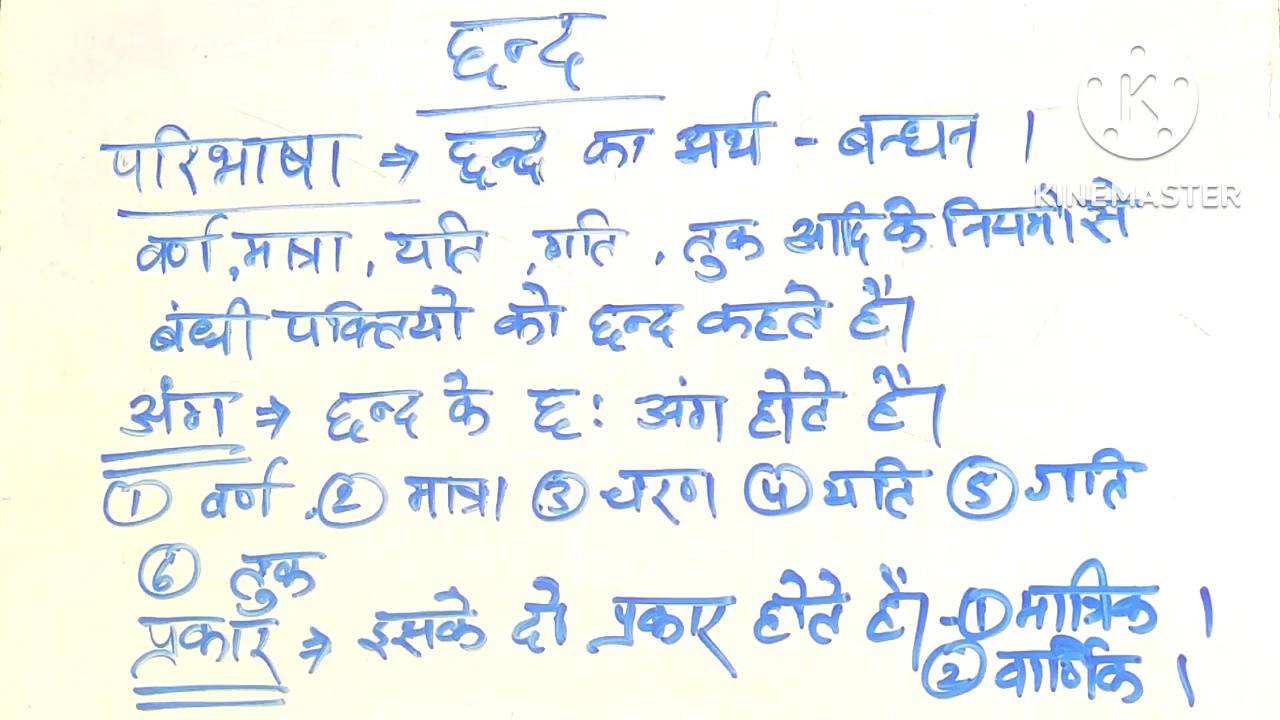 छन्द
परिभाषा ⇒ छन्द का अर्थ - बन्धन ।
KINEMASTER
वर्ण, मात्रा, यति, गति, तुक आदि के नियमों से
बंधी पक्तियो को छन्द कहते हैं।
अंग ⇒ छन्द के छः अंग होते हैं।
① वर्ण ② मात्रा ③ चरण ④ यति ⑤ गति
⑥ तुक
प्रकार ⇒ इसके दो प्रकार होते हैं। - ① मात्रिक ।
② वार्णिक ।